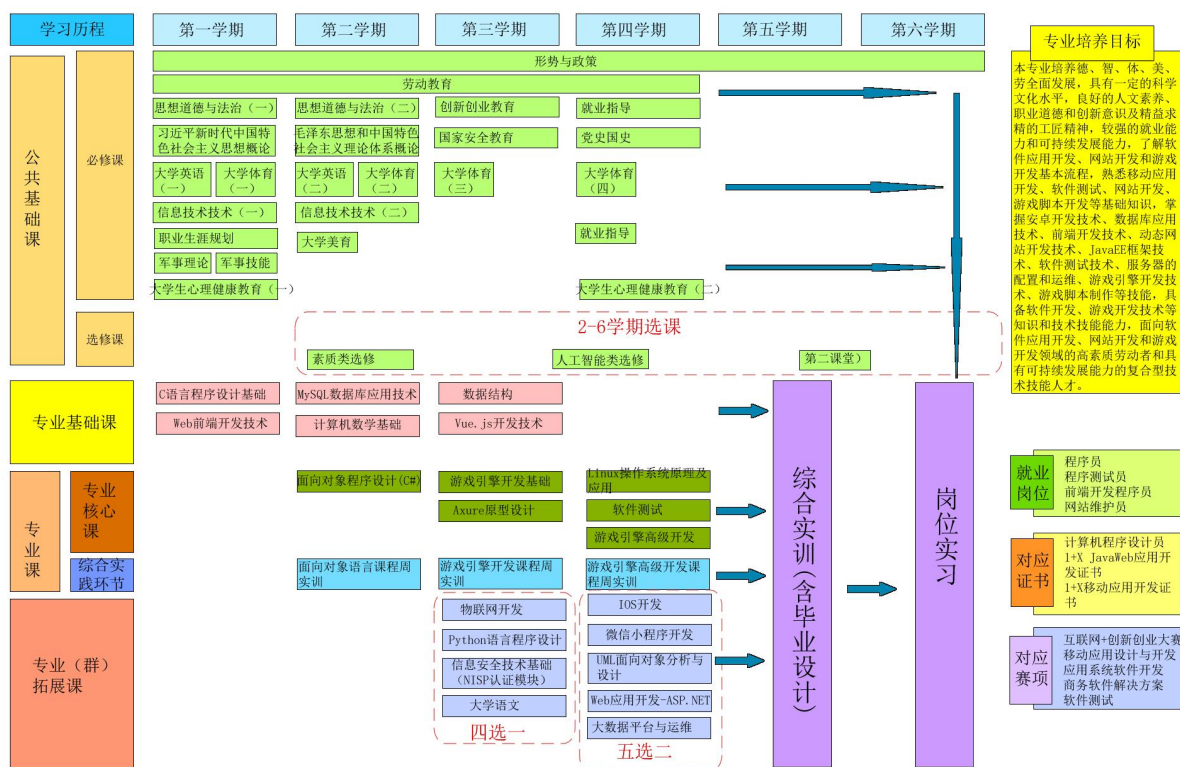 学习历程
第一学期
第二学期
第三学期
第四学期
第五学期
第六学期
公共基础课
必修课
形势与政策
劳动教育
思想道德与法治（一）
思想道德与法治（二）
创新创业教育
就业指导
习近平新时代中国特
色社会主义思想概论
毛泽东思想和中国特色
社会主义理论体系概论
国家安全教育
党史国史
大学英语
（一）
大学体育
（一）
大学英语
（二）
大学体育
（二）
大学体育
（三）
大学体育
（四）
信息技术技术（一）
信息技术技术（二）
职业生涯规划
大学美育
就业指导
军事理论
军事技能
大学生心理健康教育（一）
大学生心理健康教育（二）
选修课
2-6学期选课
素质类选修
人工智能类选修
第二课堂）
专业基础课
C语言程序设计基础
MySQL数据库应用技术
数据结构
Web前端开发技术
计算机数学基础
Vue.js开发技术
专业课
专业
核心
课
面向对象程序设计(C#)
游戏引擎开发基础
Linux操作系统原理及
应用
Axure原型设计
软件测试
游戏引擎高级开发
综合实
践环节
面向对象语言课程周
实训
游戏引擎开发课程周
实训
游戏引擎高级开发课
程周实训
专业（群）
拓展课
物联网开发
Python语言程序设计
信息安全技术基础
（NISP认证模块）
大学语文
四选一
IOS开发
微信小程序开发
UML面向对象分析与
设计
Web应用开发-ASP.NET
大数据平台与运维
五选二
综合实训（含毕业设计）
岗位实习
专业培养目标
本专业培养德、智、体、美、
劳全面发展，具有一定的科学
文化水平，良好的人文素养、
职业道德和创新意识及精益求
精的工匠精神，较强的就业能
力和可持续发展能力，了解软
件应用开发、网站开发和游戏
开发基本流程，熟悉移动应用
开发、软件测试、网站开发、
游戏脚本开发等基础知识，掌
握安卓开发技术、数据库应用
技术、前端开发技术、动态网
站开发技术、JavaEE框架技
术、软件测试技术、服务器的
配置和运维、游戏引擎开发技
术、游戏脚本制作等技能，具
备软件开发、游戏开发技术等
知识和技术技能能力，面向软
件应用开发、网站开发和游戏
开发领域的高素质劳动者和具
有可持续发展能力的复合型技
术技能人才。
就业
岗位
程序员
程序测试员
前端开发程序员
网站维护员
对应
证书
计算机程序设计员
1+X JavaWeb应用开
发证书
1+X移动应用开发证
书
对应
赛项
互联网+创新创业大赛
移动应用设计与开发
应用系统软件开发
商务软件解决方案
软件测试